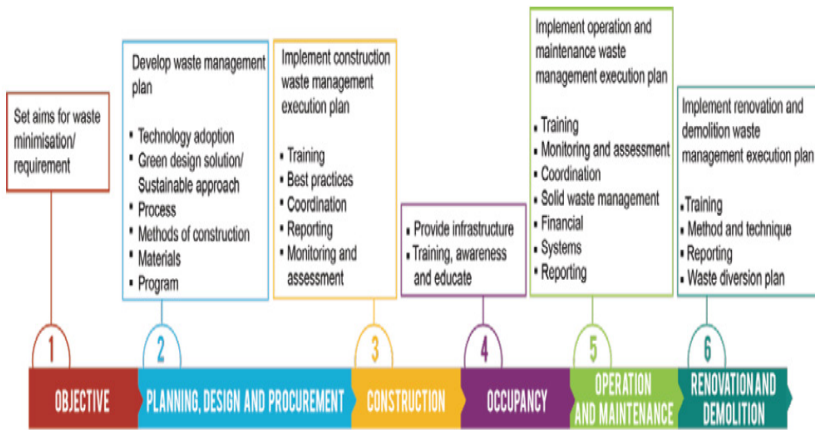 Set aims for waste
minimisation/
requirement
Develop waste management
plan
▪ Technology adoption
▪ Green design solution/
Sustainable approach
▪ Process
▪ Methods of construction
▪ Materials
▪ Program
Implement construction
waste management
execution plan
▪ Training
▪ Best practices
▪ Coordination
▪ Reporting
▪ Monitoring and
assessment
▪ Provide infrastructure
▪ Training, awareness
and educate
Implement operation and
maintenance waste
management execution plan
▪ Training
▪ Monitoring and assessment
▪ Coordination
▪ Solid waste management
▪ Financial
▪ Systems
▪ Reporting
Implement renovation and
demolition waste
management execution plan
▪ Training
▪ Method and technique
▪ Reporting
▪ Waste diversion plan
1
2
3
4
5
6
OBJECTIVE
PLANNING, DESIGN AND PROCUREMENT
CONSTRUCTION
OCCUPANCY
OPERATION
AND MAINTENANCE
RENOVATION AND
DEMOLITION